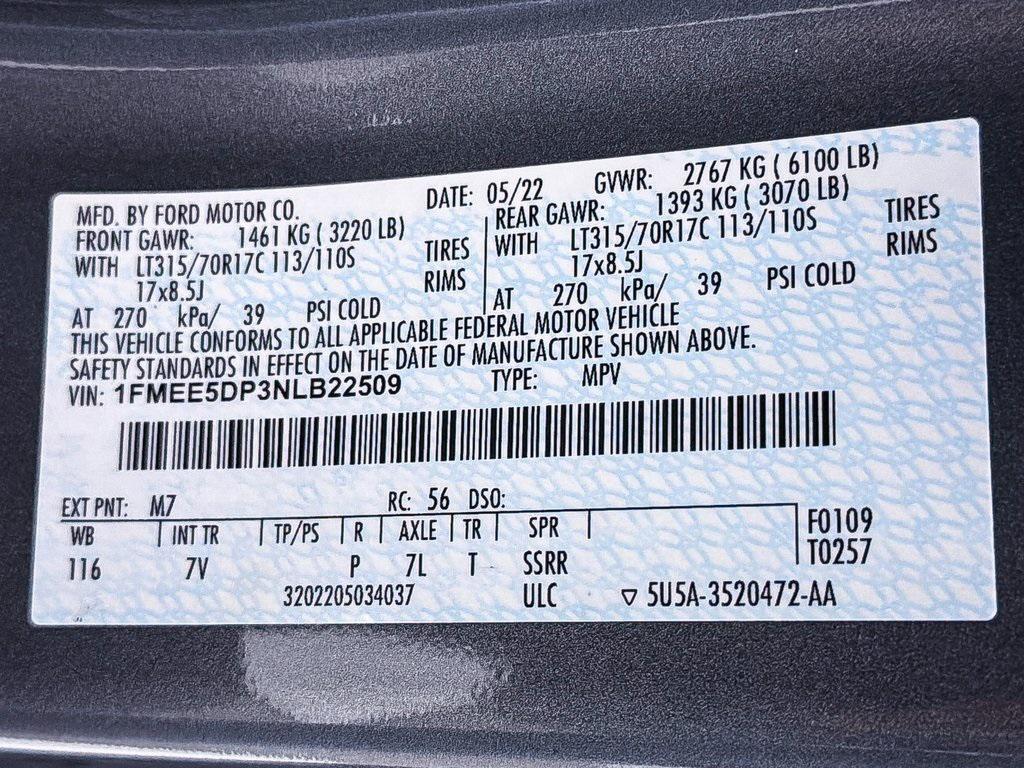 MFD. BY FORD MOTOR CO. DATE: 05/22 GVWR: 2767 KG ( 6100 LB)
FRONT GAWR: 1461 KG ( 3220 LB)
WITH LT315/70R17C 113/110S TIRES
17x8.5J RIMS
AT 270 kPa/ 39 PSI COLD
REAR GAWR: 1393 KG ( 3070 LB)
WITH LT315/70R17C 113/110S TIRES
17x8.5J RIMS
AT 270 kPa/ 39 PSI COLD
THIS VEHICLE CONFORMS TO ALL APPLICABLE FEDERAL MOTOR VEHICLE
SAFETY STANDARDS IN EFFECT ON THE DATE OF MANUFACTURE SHOWN ABOVE.
VIN: 1FMEE5DP3NLB22509 TYPE: MPV
EXT PNT: M7 RC: 56 DSO:
WB INT TR TP/PS R AXLE TR SPR F0109
116 7V P 7L T SSRR T0257
3202205034037 ULC ▽ 5U5A-3520472-AA